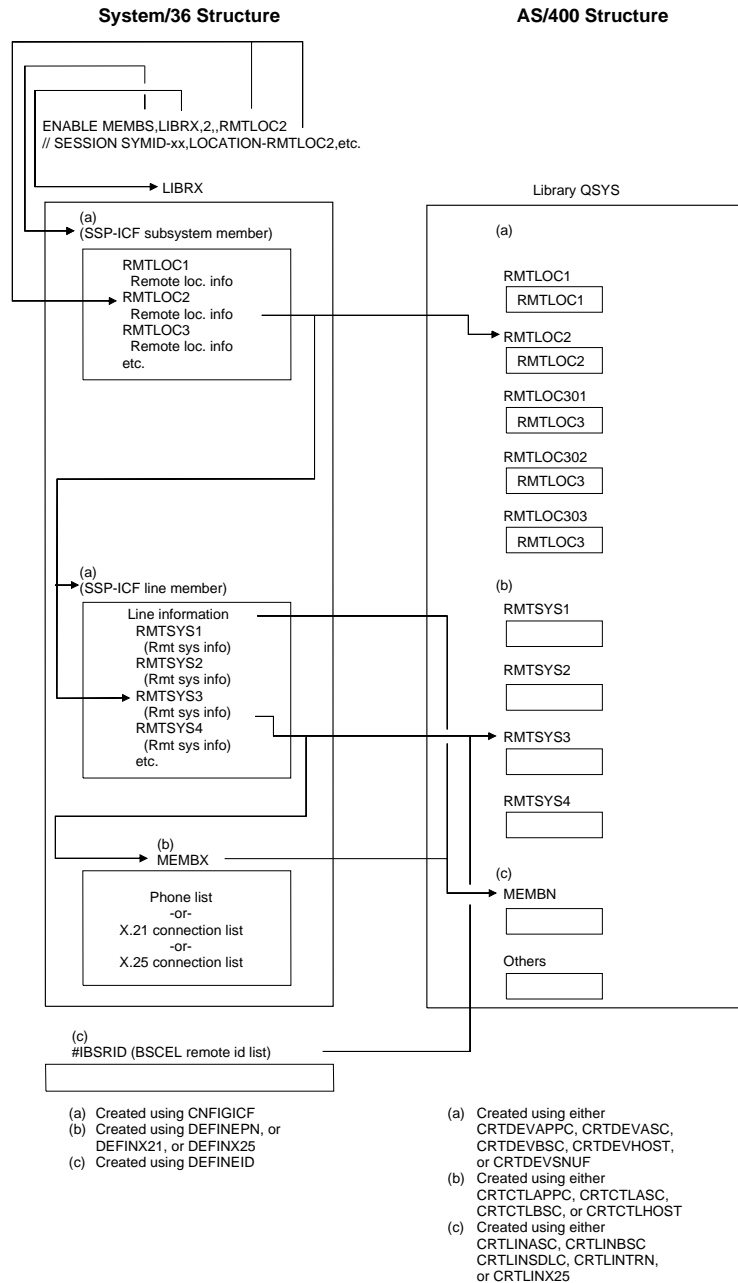 System/36 Structure
AS/400 Structure
ENABLE MEMBS,LIBRX,2,,RMTLOC2
// SESSION SYMID-xx,LOCATION-RMTLOC2,etc.
LIBRX
(a)
(SSP-ICF subsystem member)
RMTLOC1
Remote loc. info
RMTLOC2
Remote loc. info
RMTLOC3
Remote loc. info
etc.
(a)
(SSP-ICF line member)
Line information
RMTSYS1
(Rmt sys info)
RMTSYS2
(Rmt sys info)
RMTSYS3
(Rmt sys info)
RMTSYS4
(Rmt sys info)
etc.
(b)
MEMBX
Phone list
-or-
X.21 connection list
-or-
X.25 connection list
(c)
#IBSRID (BSCEL remote id list)
(a) Created using CNFIGICF
(b) Created using DEFINEPN, or
DEFINX21, or DEFINX25
(c) Created using DEFINEID
Library QSYS
(a)
RMTLOC1
RMTLOC1
RMTLOC2
RMTLOC2
RMTLOC301
RMTLOC3
RMTLOC302
RMTLOC3
RMTLOC303
RMTLOC3
(b)
RMTSYS1
RMTSYS2
RMTSYS3
RMTSYS4
(c)
MEMBN
Others
(a) Created using either
CRTDEVAPPC, CRTDEVASC,
CRTDEVBSC, CRTDEVHOST,
or CRTDEVSNUF
(b) Created using either
CRTCTLAPPC, CRTCTLASC,
CRTCTLBSC, or CRTCTLHOST
(c) Created using either
CRTLINASC, CRTLINBSC
CRTLINSDLC, CRTLINTRN,
or CRTLINX25